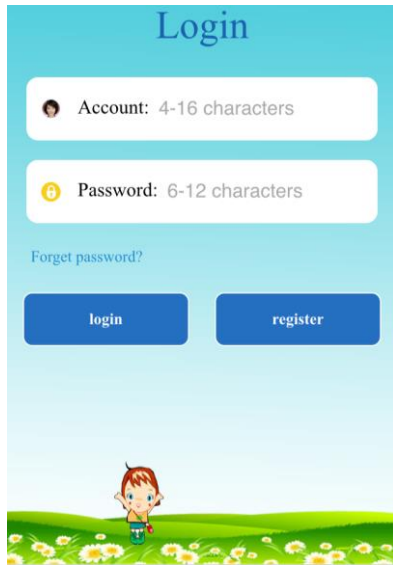 Login
Account: 4-16 characters
Password: 6-12 characters
Forget password?
login register